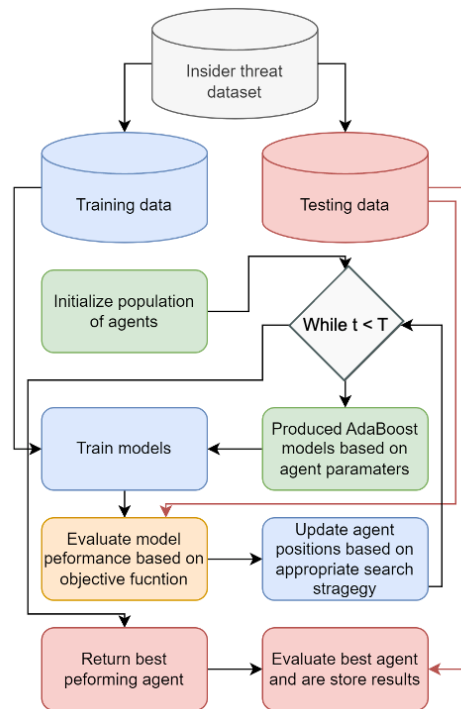 Insider threat
dataset
Training data
Testing data
Initialize population
of agents
While t < T
Train models
Produced AdaBoost
models based on
agent paramaters
Evaluate model
peformance based on
objective fucntion
Update agent
positions based on
appropriate search
stragegy
Return best
peforming agent
Evaluate best agent
and are store results